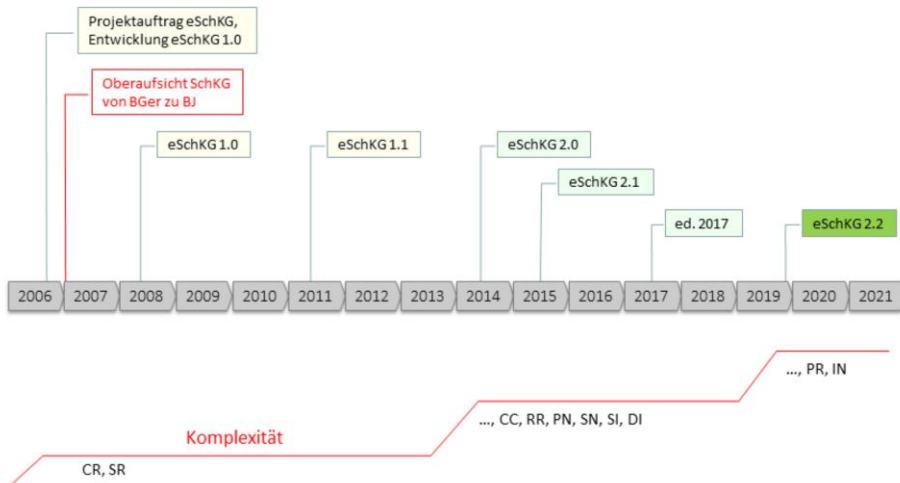 Projektauftrag eSchKG,
Entwicklung eSchKG 1.0
Oberaufsicht SchKG
von BGer zu BJ
eSchKG 1.0
eSchKG 1.1
eSchKG 2.0
eSchKG 2.1
ed. 2017
eSchKG 2.2
2006 2007 2008 2009 2010 2011 2012 2013 2014 2015 2016 2017 2018 2019 2020 2021
..., PR, IN
..., CC, RR, PN, SN, SI, DI
Komplexität
CR, SR